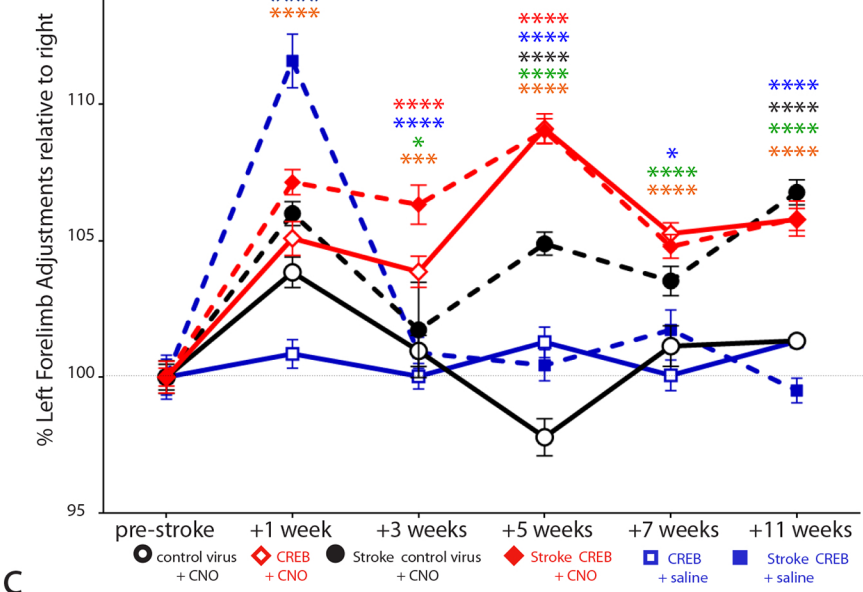 ****
****
****
****
****
****
****
****
****
****
****
****
*
***
*
****
****
****
****
****
****
% Left Forelimb Adjustments relative to right
110
105
100
95
pre-stroke +1 week +3 weeks +5 weeks +7 weeks +11 weeks
control virus + CNO
CREB + CNO
Stroke control virus + CNO
Stroke CREB + CNO
CREB + saline
Stroke CREB + saline
C